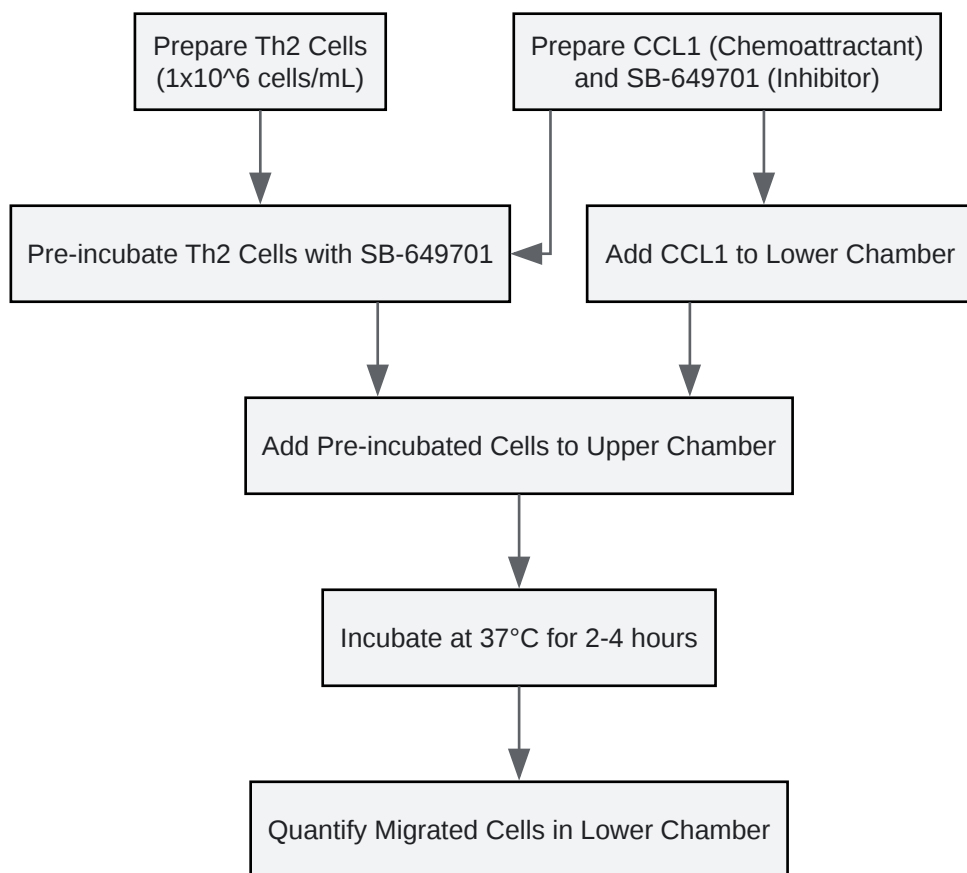 Prepare Th2 Cells
(1x10^6 cells/mL)
Prepare CCL1 (Chemoattractant)
and SB-649701 (Inhibitor)
Pre-incubate Th2 Cells with SB-649701
Add CCL1 to Lower Chamber
Add Pre-incubated Cells to Upper Chamber
Incubate at 37°C for 2-4 hours
Quantify Migrated Cells in Lower Chamber